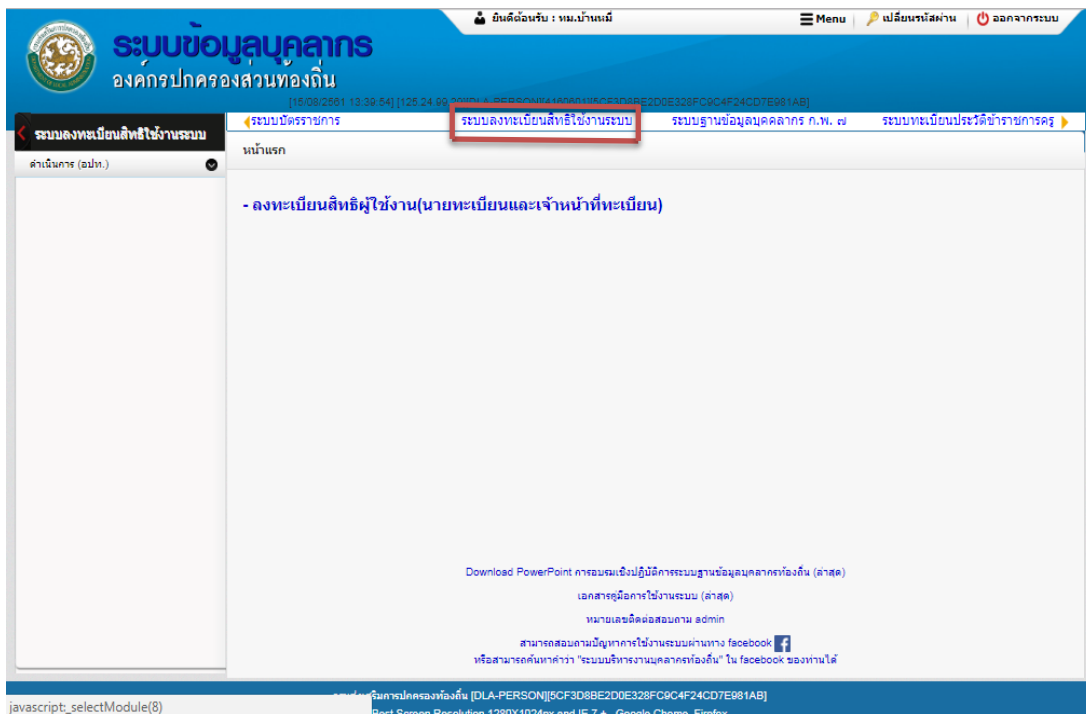 ยินดีต้อนรับ : ทม.บ้านหมี่
Menu
เปลี่ยนรหัสผ่าน
ออกจากระบบ
ระบบข้อมูลบุคลากร
องค์กรปกครองส่วนท้องถิ่น
ระบบลงทะเบียนสิทธิใช้งานระบบ
ระบบบัตรราชการ
ระบบลงทะเบียนสิทธิใช้งานระบบ
ระบบฐานข้อมูลบุคคลากร ก.พ. ๗
ระบบทะเบียนประวัติข้าราชการครู
ดำเนินการ (อปท.)
หน้าแรก
- ลงทะเบียนสิทธิผู้ใช้งาน(นายทะเบียนและเจ้าหน้าที่ทะเบียน)
Download PowerPoint การอบรมเชิงปฏิบัติการระบบฐานข้อมูลบุคลากรท้องถิ่น (ล่าสุด)
เอกสารคู่มือการใช้งานระบบ (ล่าสุด)
หมายเลขติดต่อสอบถาม admin
สามารถสอบถามปัญหาการใช้งานระบบผ่านทาง facebook
หรือสามารถค้นหาคำว่า "ระบบบริหารงานบุคลากรท้องถิ่น" ใน facebook ของท่านได้
[DLA-PERSON][5CF3D8BE2D0E328FC9C4F24CD7E981AB]
javascript:_selectModule(8)